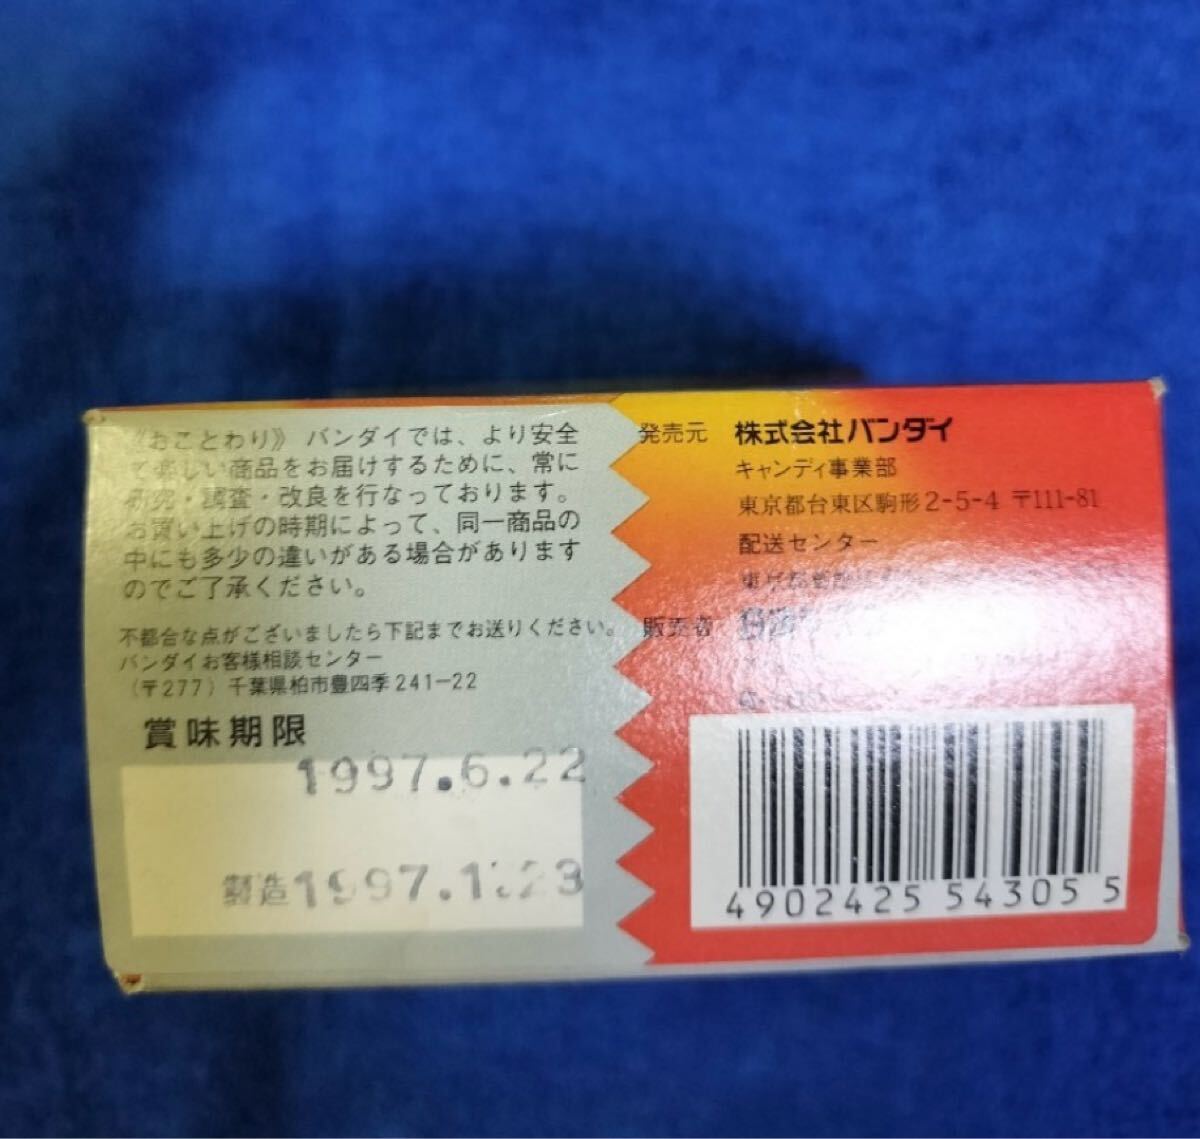 《おことわり》 バンダイでは、より安全
で楽しい商品をお届けするために、常に
研究・調査・改良を行なっております。
お買い上げの時期によって、同一商品の
中にも多少の違いがある場合があります
のでご了承ください。
不都合な点がございましたら下記までお送りください。
バンダイお客様相談センター
(〒277) 千葉県柏市豊四季241-22
賞味期限
1997.6.22
製造1997.1.23
発売元 株式会社バンダイ
キャンディ事業部
東京都台東区駒形2-5-4 〒111-81
配送センター
東京都葛飾区
販売者
4902425 54305 5